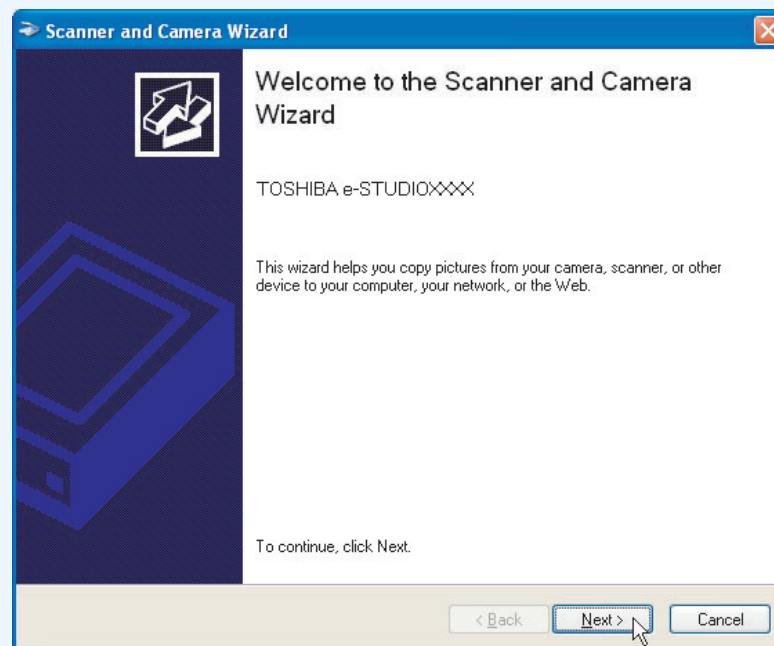 Scanner and Camera Wizard
Welcome to the Scanner and Camera
Wizard
TOSHIBA e-STUDIOXXXX
This wizard helps you copy pictures from your camera, scanner, or other
device to your computer, your network, or the Web.
To continue, click Next.
< Back Next > Cancel